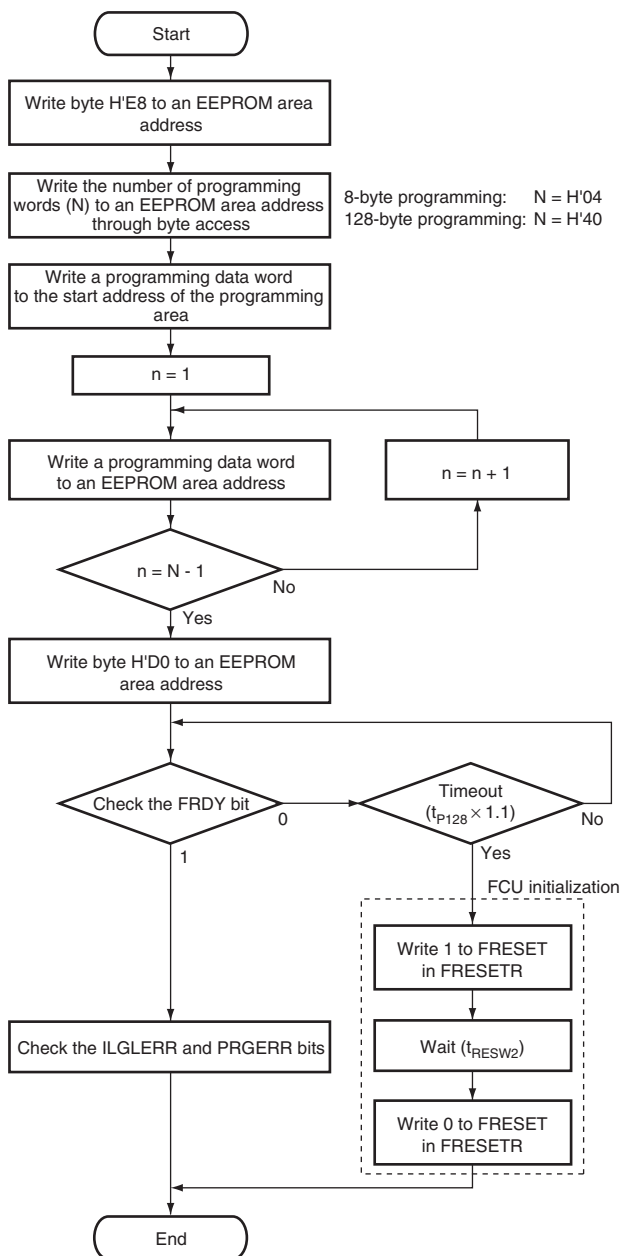 Start
Write byte H'E8 to an EEPROM area
address
Write the number of programming
words (N) to an EEPROM area address
through byte access
8-byte programming: N = H'04
128-byte programming: N = H'40
Write a programming data word
to the start address of the programming
area
n = 1
Write a programming data word
to an EEPROM area address
n = n + 1
n = N - 1
No
Yes
Write byte H'D0 to an EEPROM
area address
Check the FRDY bit
0
1
Timeout
(tP128 × 1.1)
No
Yes
FCU initialization
Write 1 to FRESET
in FRESETR
Wait (tRESW2)
Write 0 to FRESET
in FRESETR
Check the ILGLERR and PRGERR bits
End